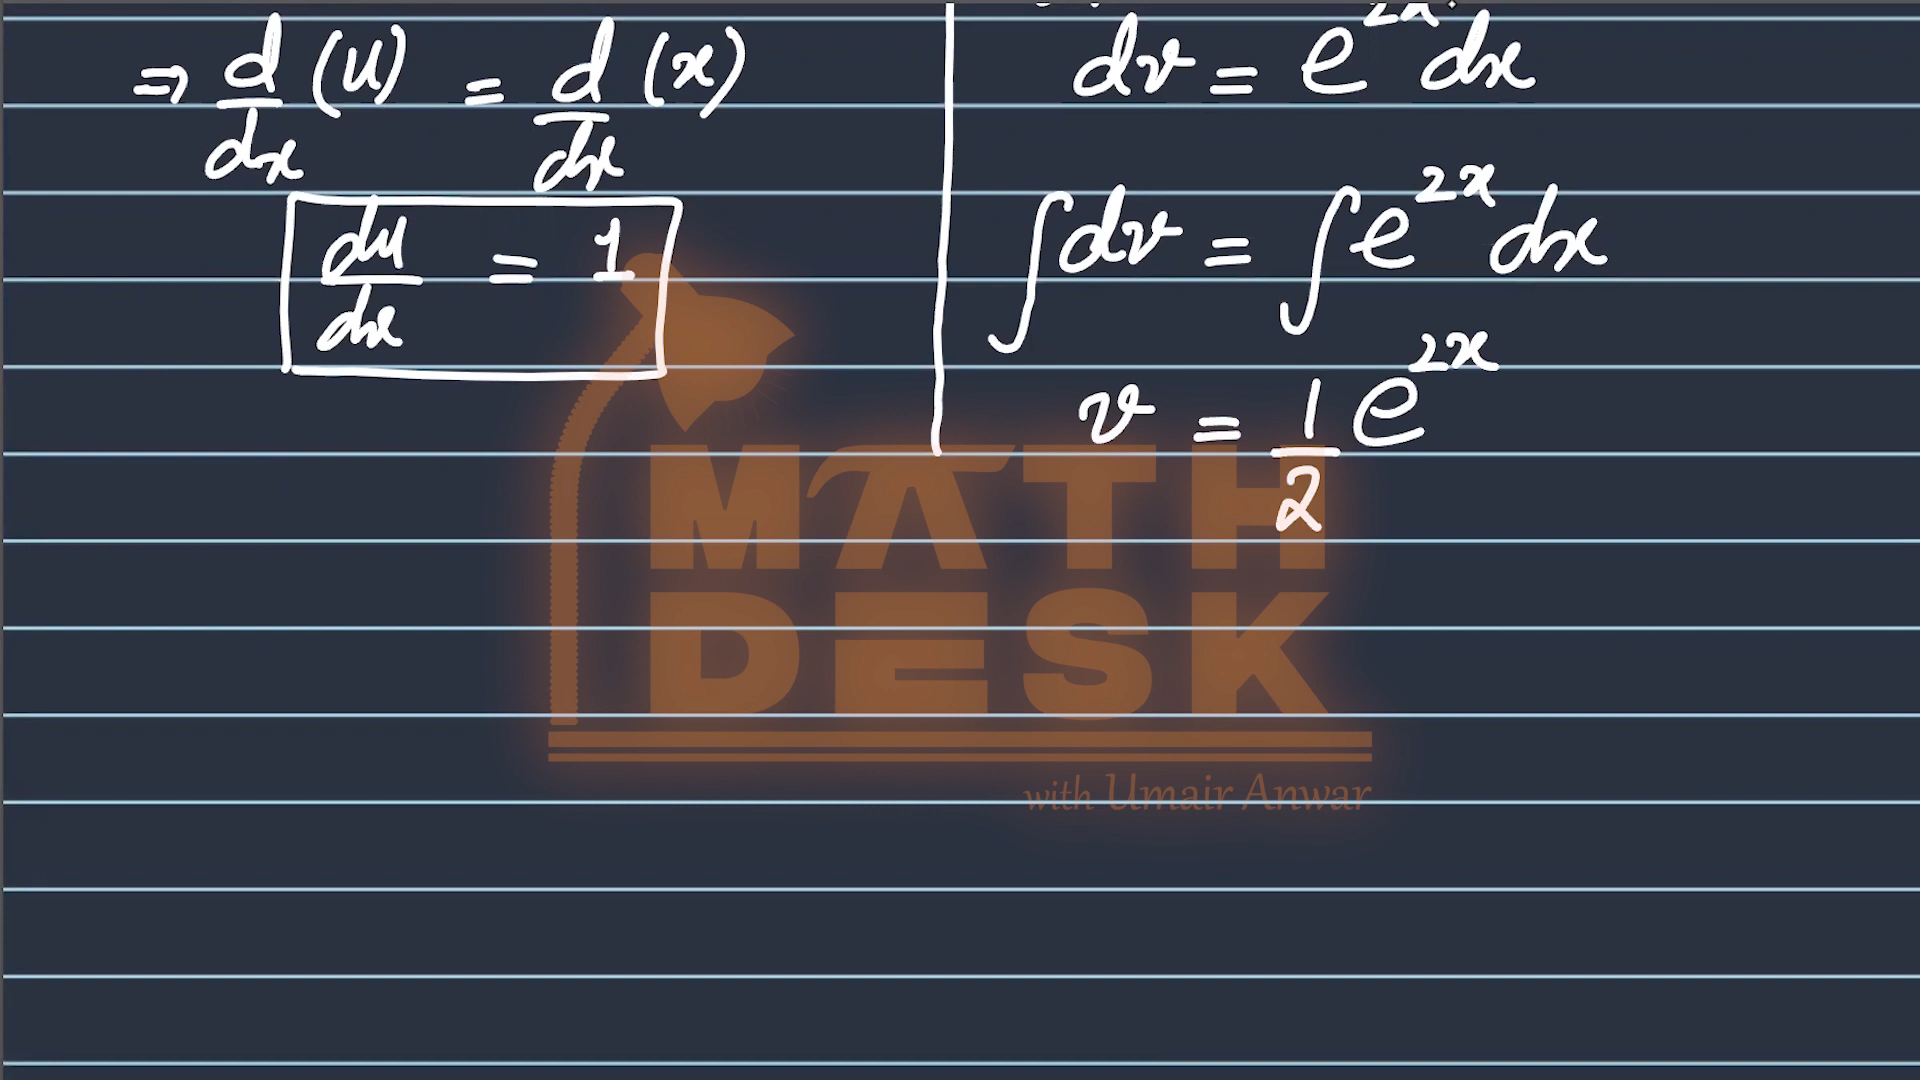 ⇒ d/dx (u) = d/dx (x)
du/dx = 1
dv = e^2x dx
∫dv = ∫e^2x dx
v = 1/2 e^2x
MATH
DESK
with Umair Anwar